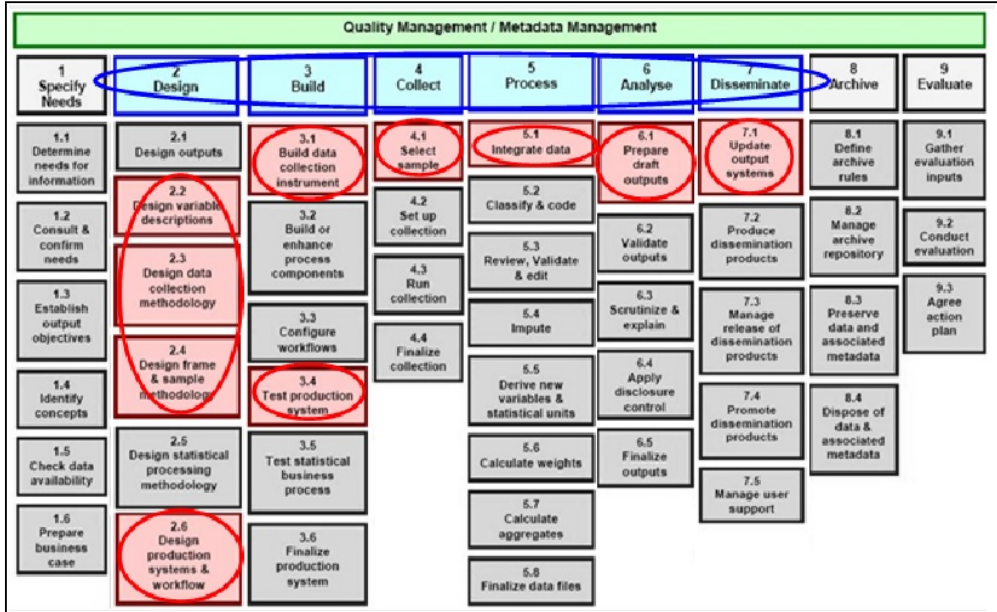 Quality Management / Metadata Management
1
Specify
Needs
2
Design
3
Build
4
Collect
5
Process
6
Analyse
7
Disseminate
8
Archive
9
Evaluate
1.1
Determine
needs for
information
1.2
Consult &
confirm
needs
1.3
Establish
output
objectives
1.4
Identify
concepts
1.5
Check data
availability
1.6
Prepare
business
case
2.1
Design outputs
2.2
Design variable
descriptions
2.3
Design data
collection
methodology
2.4
Design frame
& sample
methodology
2.5
Design statistical
processing
methodology
2.6
Design
production
systems &
workflow
3.1
Build data
collection
instrument
3.2
Build or
enhance
process
components
3.3
Configure
workflows
3.4
Test production
system
3.5
Test statistical
business
process
3.6
Finalize
production
system
4.1
Select
sample
4.2
Set up
collection
4.3
Run
collection
4.4
Finalize
collection
5.1
Integrate data
5.2
Classify & code
5.3
Review, Validate
& edit
5.4
Impute
5.5
Derive new
variables &
statistical units
5.6
Calculate weights
5.7
Calculate
aggregates
5.8
Finalize data files
6.1
Prepare
draft
outputs
6.2
Validate
outputs
6.3
Scrutinize &
explain
6.4
Apply
disclosure
control
6.5
Finalize
outputs
7.1
Update
output
systems
7.2
Produce
dissemination
products
7.3
Manage
release of
dissemination
products
7.4
Promote
dissemination
products
7.5
Manage user
support
8.1
Define
archive
rules
8.2
Manage
archive
repository
8.3
Preserve
data and
associated
metadata
8.4
Dispose of
data &
associated
metadata
9.1
Gather
evaluation
inputs
9.2
Conduct
evaluation
9.3
Agree
action
plan